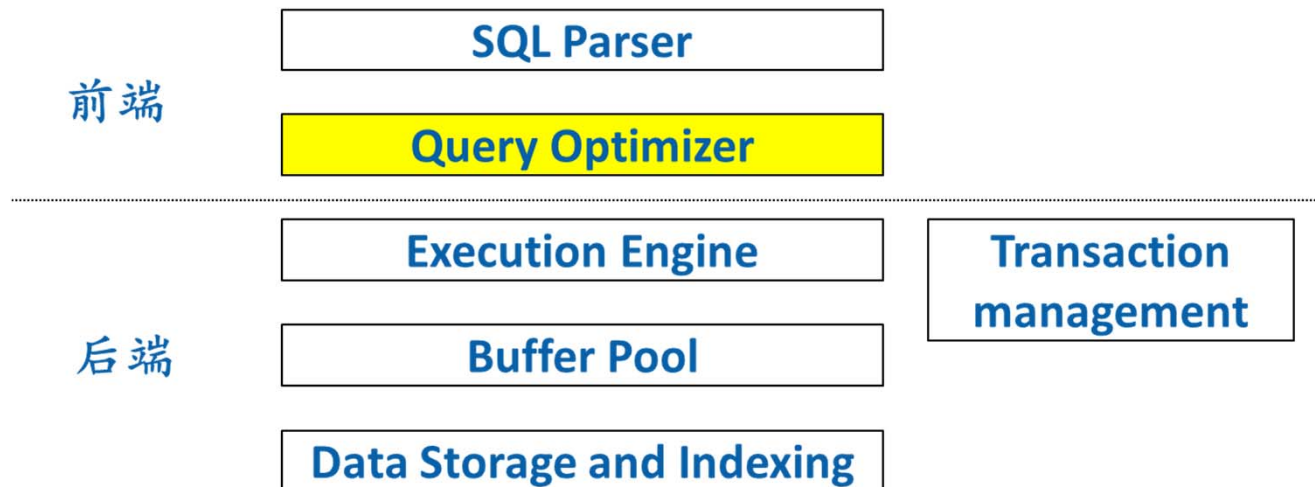 SQL Parser
前端
Query Optimizer
Execution Engine
Transaction
management
后端
Buffer Pool
Data Storage and Indexing